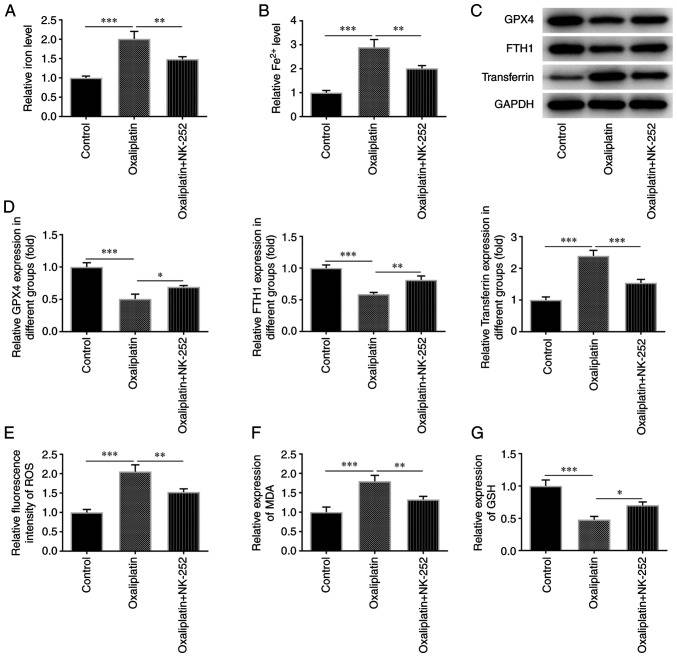 A
Relative iron level
2.5
2.0
1.5
1.0
0.5
0.0
***
**
Control
Oxaliplatin
Oxaliplatin+NK-252
B
Relative Fe2+ level
4
3
2
1
0
***
**
Control
Oxaliplatin
Oxaliplatin+NK-252
C
GPX4
FTH1
Transferrin
GAPDH
Control
Oxaliplatin
Oxaliplatin+NK-252
D
Relative GPX4 expression in
different groups (fold)
1.5
1.0
0.5
0.0
***
*
Control
Oxaliplatin
Oxaliplatin+NK-252
Relative FTH1 expression in
different groups (fold)
1.5
1.0
0.5
0.0
***
**
Control
Oxaliplatin
Oxaliplatin+NK-252
Relative Transferrin expression in
different groups (fold)
3
2
1
0
***
***
Control
Oxaliplatin
Oxaliplatin+NK-252
E
Relative fluorescence
intensity of ROS
2.5
2.0
1.5
1.0
0.5
0.0
***
**
Control
Oxaliplatin
Oxaliplatin+NK-252
F
Relative expression
of MDA
2.5
2.0
1.5
1.0
0.5
0.0
***
**
Control
Oxaliplatin
Oxaliplatin+NK-252
G
Relative expression
of GSH
1.5
1.0
0.5
0.0
***
*
Control
Oxaliplatin
Oxaliplatin+NK-252